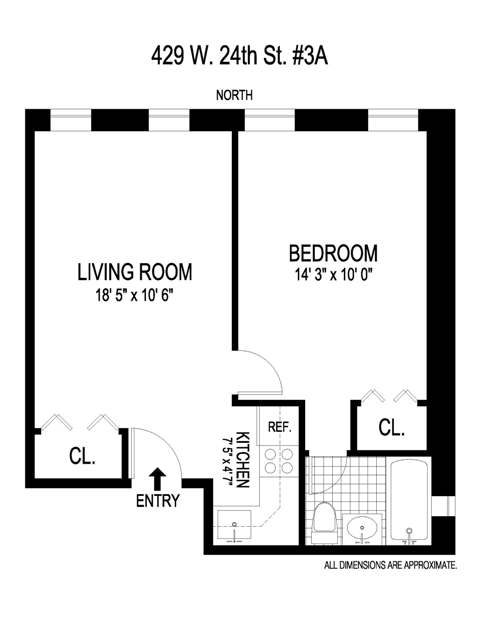 429 W. 24th St. #3A
NORTH
LIVING ROOM
18' 5" x 10' 6"
BEDROOM
14' 3" x 10' 0"
CL.
ENTRY
KITCHEN
7' 5" x 4' 7"
REF.
CL.
ALL DIMENSIONS ARE APPROXIMATE.